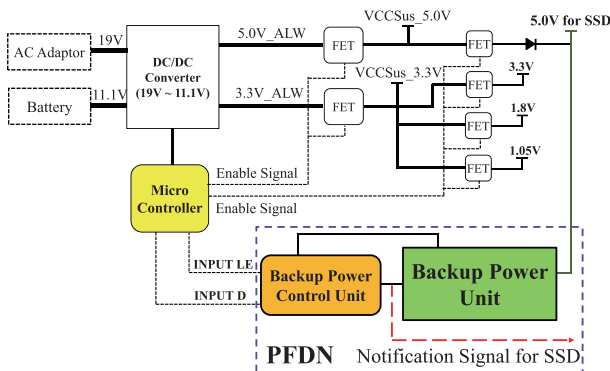 5.0V for SSD
VCCSus_5.0V
19V
5.0V_ALW
AC Adaptor
DC/DC
Converter
(19V ~ 11.1V)
FET
FET
VCCSus_3.3V
3.3V
FET
Battery
11.1V
3.3V_ALW
FET
1.8V
FET
1.05V
FET
Enable Signal
Micro
Controller
Enable Signal
INPUT LE
INPUT D
Backup Power
Control Unit
Backup Power
Unit
PFDN
Notification Signal for SSD